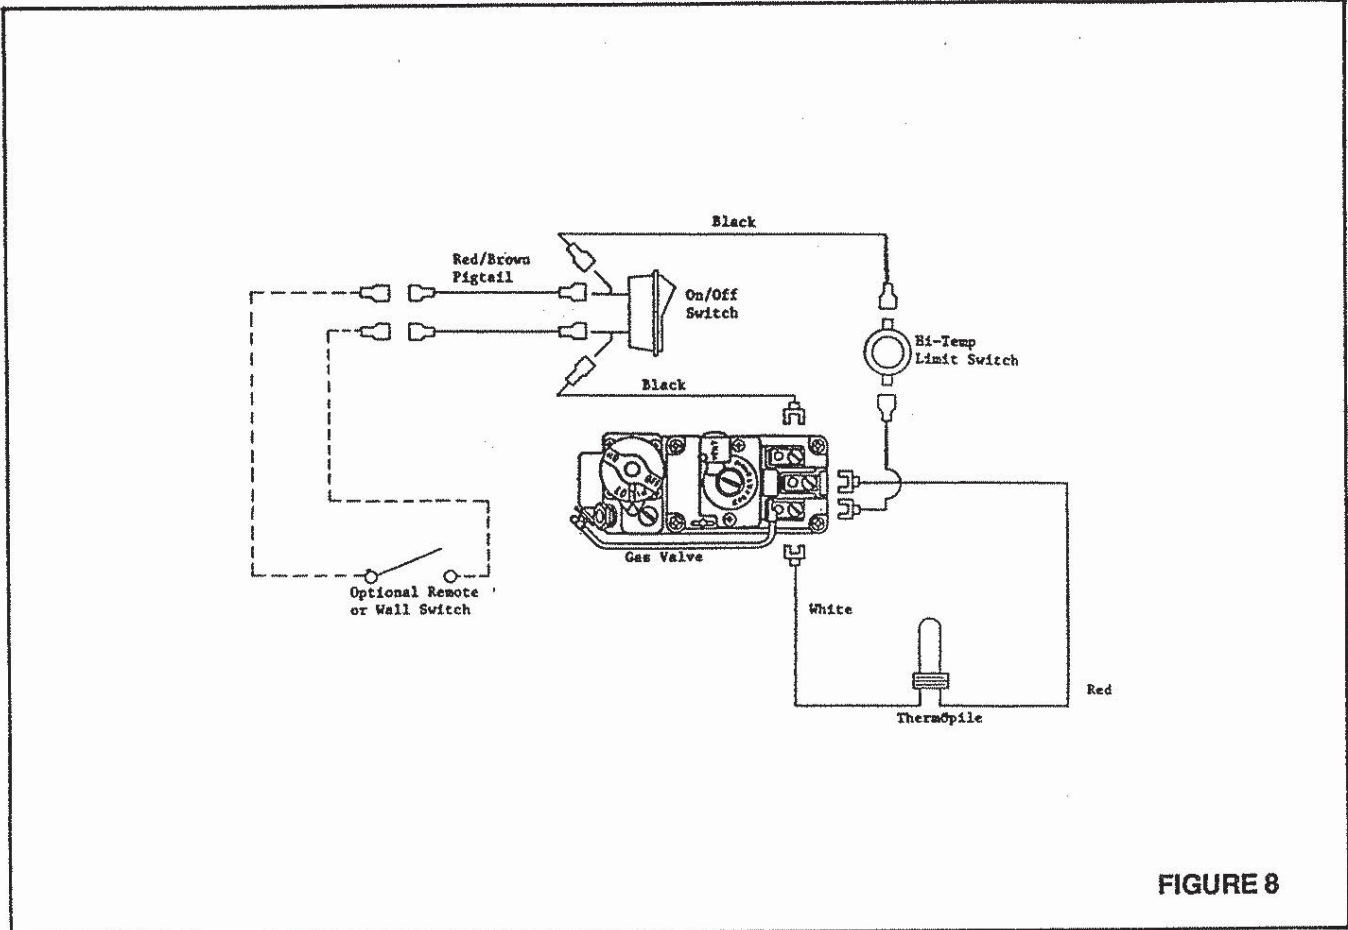 Black
Red/Brown
Pigtail
On/Off
Switch
Hi-Temp
Limit Switch
Black
Gas Valve
Optional Remote
or Wall Switch
White
Red
Thermopile
FIGURE 8